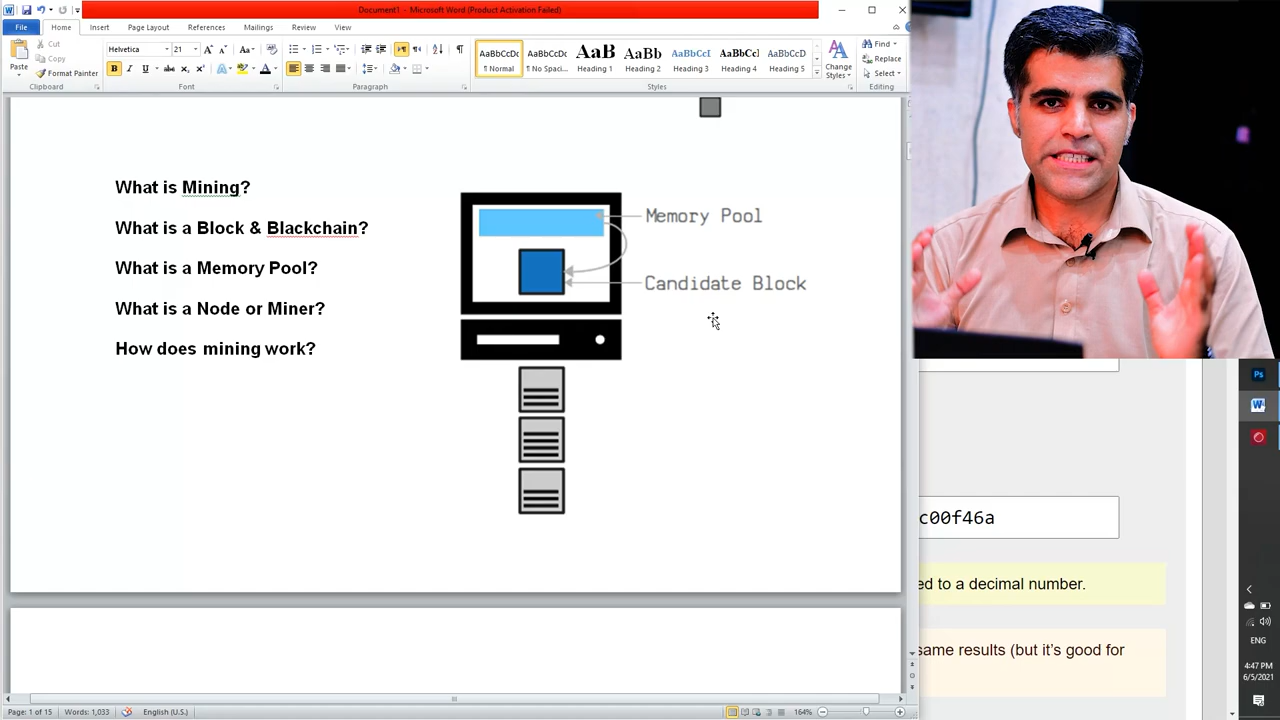 Document1 - Microsoft Word (Product Activation Failed)
File Home Insert Page Layout References Mailings Review View
Paste
Cut
Copy
Format Painter
Clipboard
Helvetica 21
Font
Paragraph
AaBbCcDc AaBbCcDc AaB AaBb AaBbCcI AaBbCc AaBbCcD
¶ Normal ¶ No Spaci... Heading 1 Heading 2 Heading 3 Heading 4 Heading 5
Styles
Change
Styles
Find
Replace
Select
Editing
What is Mining?
What is a Block & Blackchain?
What is a Memory Pool?
What is a Node or Miner?
How does mining work?
Memory Pool
Candidate Block
c00f46a
ed to a decimal number.
same results (but it's good for
Ps
W
ENG
4:47 PM
6/5/2021
Page: 1 of 15 Words: 1,033 English (U.S.) 164%